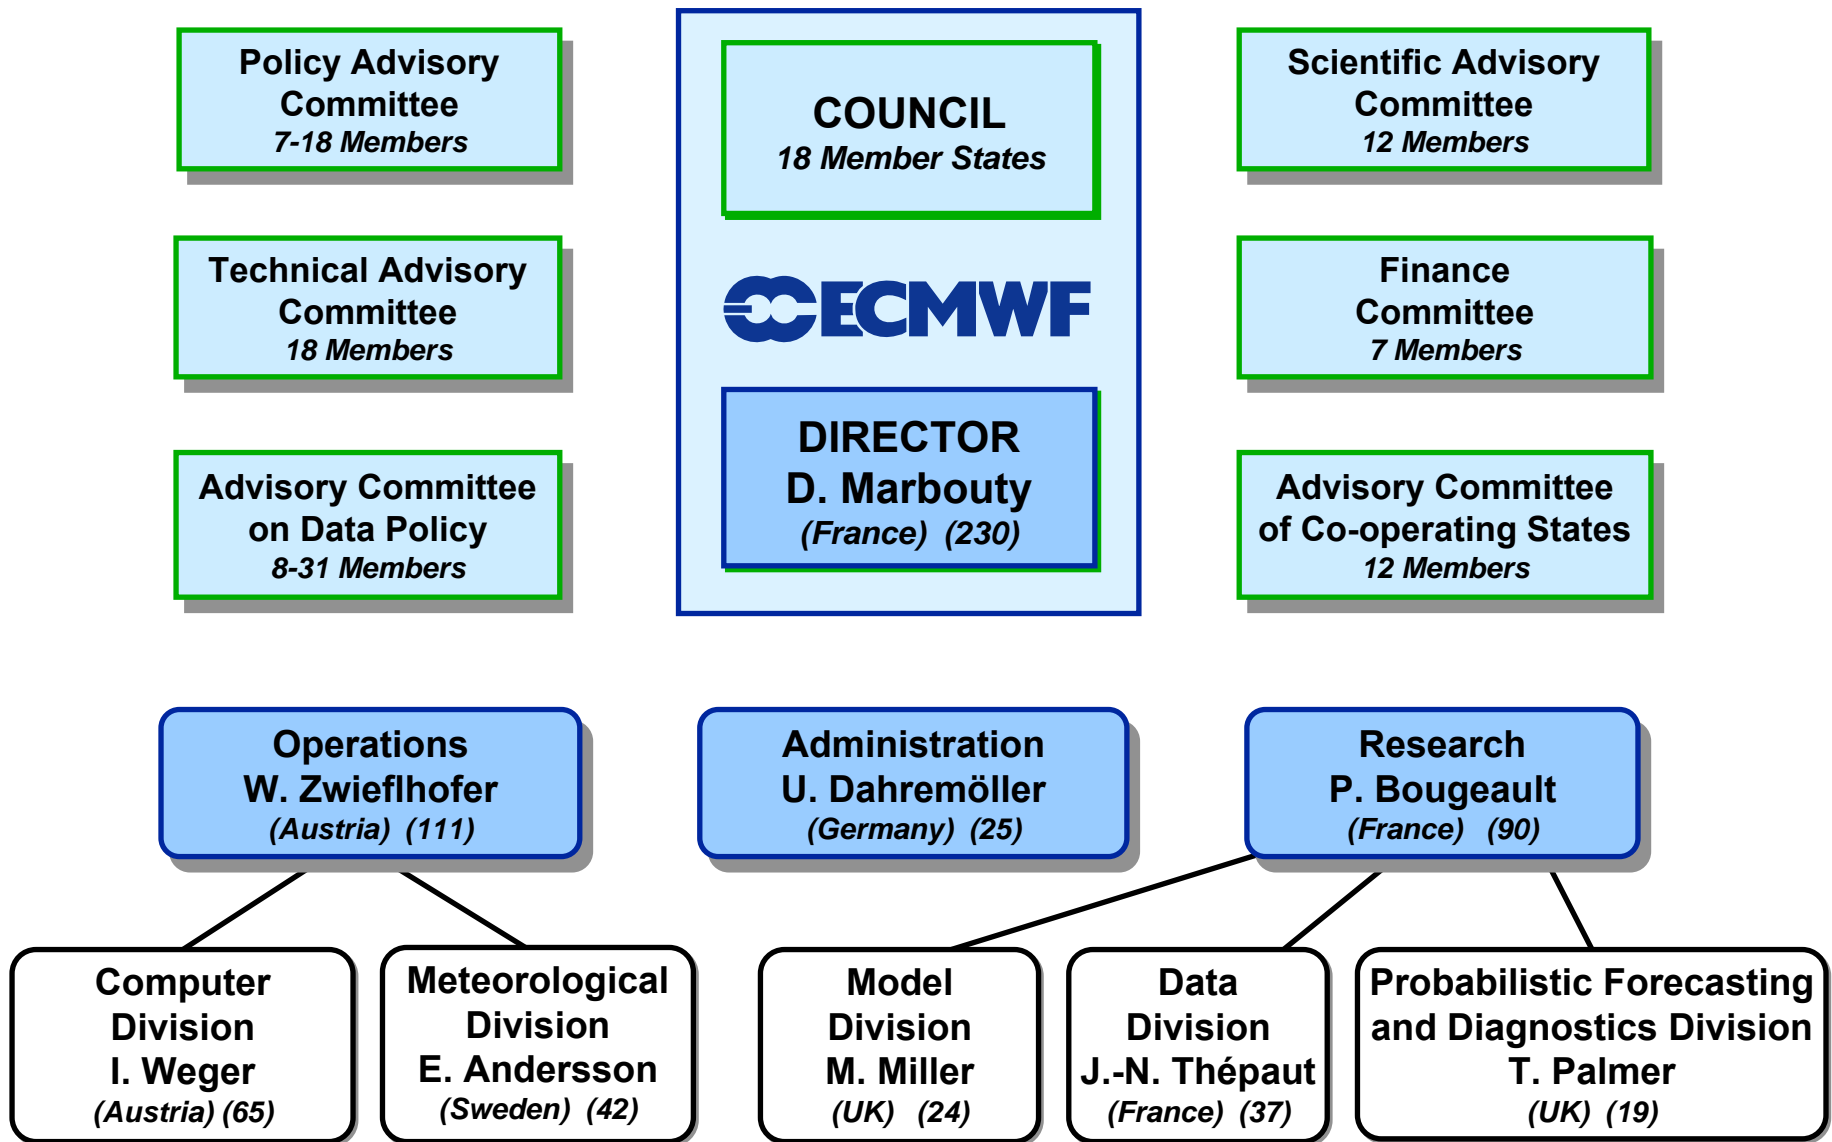 Policy Advisory
Committee
7-18 Members
COUNCIL
18 Member States
Scientific Advisory
Committee
12 Members
Technical Advisory
Committee
18 Members
ECMWF
Finance
Committee
7 Members
Advisory Committee
on Data Policy
8-31 Members
DIRECTOR
D. Marbouty
(France) (230)
Advisory Committee
of Co-operating States
12 Members
Operations
W. Zwieflhofer
(Austria) (111)
Administration
U. Dahremöller
(Germany) (25)
Research
P. Bougeault
(France) (90)
Computer
Division
I. Weger
(Austria) (65)
Meteorological
Division
E. Andersson
(Sweden) (42)
Model
Division
M. Miller
(UK) (24)
Data
Division
J.-N. Thépaut
(France) (37)
Probabilistic Forecasting
and Diagnostics Division
T. Palmer
(UK) (19)